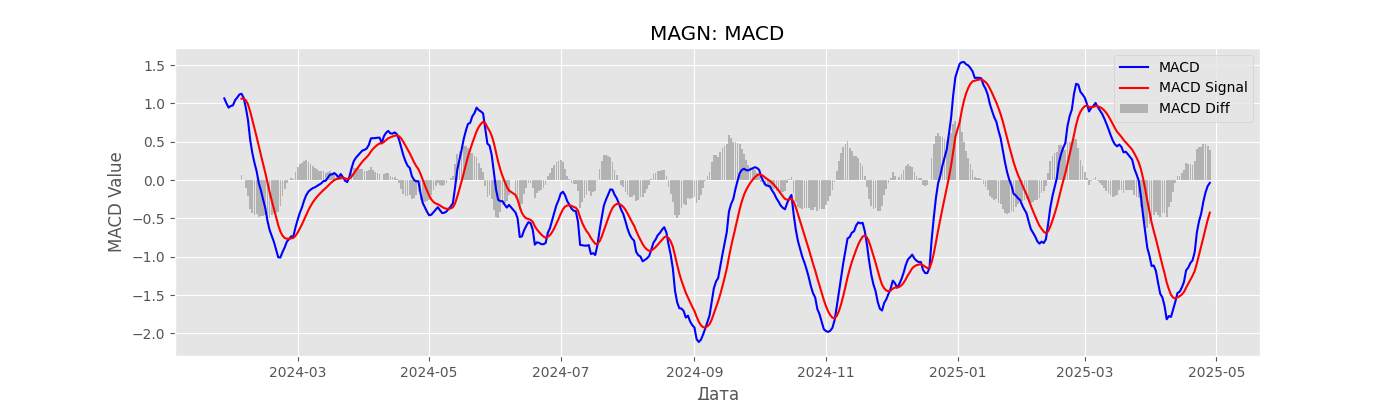 MAGN: MACD
MACD Value
1.5
1.0
0.5
0.0
−0.5
−1.0
−1.5
−2.0
MACD
MACD Signal
MACD Diff
2024-03 2024-05 2024-07 2024-09 2024-11 2025-01 2025-03 2025-05
Дата